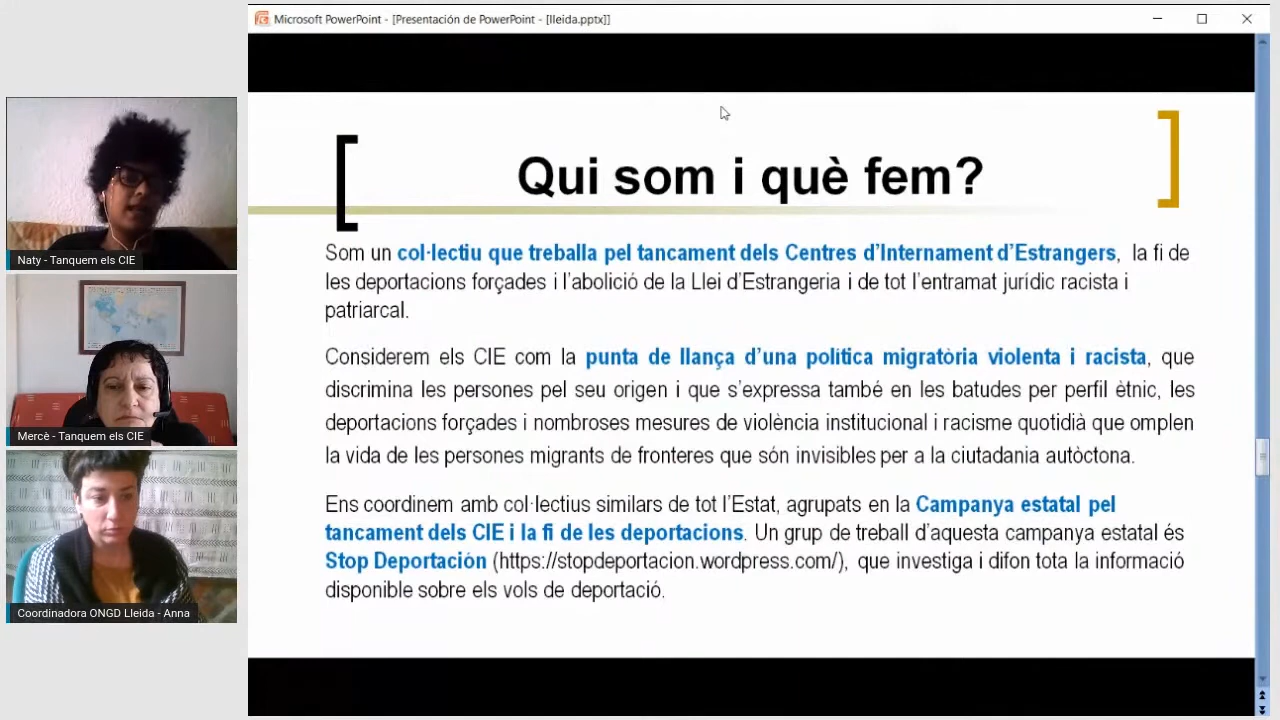 Microsoft PowerPoint - [Presentación de PowerPoint - [lleida.pptx]]
Naty - Tanquem els CIE
Mercè - Tanquem els CIE
Coordinadora ONGD Lleida - Anna
Qui som i què fem?
Som un col·lectiu que treballa pel tancament dels Centres d’Internament d’Estrangers, la fi de
les deportacions forçades i l’abolició de la Llei d’Estrangeria i de tot l’entramat jurídic racista i
patriarcal.
Considerem els CIE com la punta de llança d’una política migratòria violenta i racista, que
discrimina les persones pel seu origen i que s’expressa també en les batudes per perfil ètnic, les
deportacions forçades i nombroses mesures de violència institucional i racisme quotidià que omplen
la vida de les persones migrants de fronteres que són invisibles per a la ciutadania autòctona.
Ens coordinem amb col·lectius similars de tot l’Estat, agrupats en la Campanya estatal pel
tancament dels CIE i la fi de les deportacions. Un grup de treball d’aquesta campanya estatal és
Stop Deportación (https://stopdeportacion.wordpress.com/), que investiga i difon tota la informació
disponible sobre els vols de deportació.